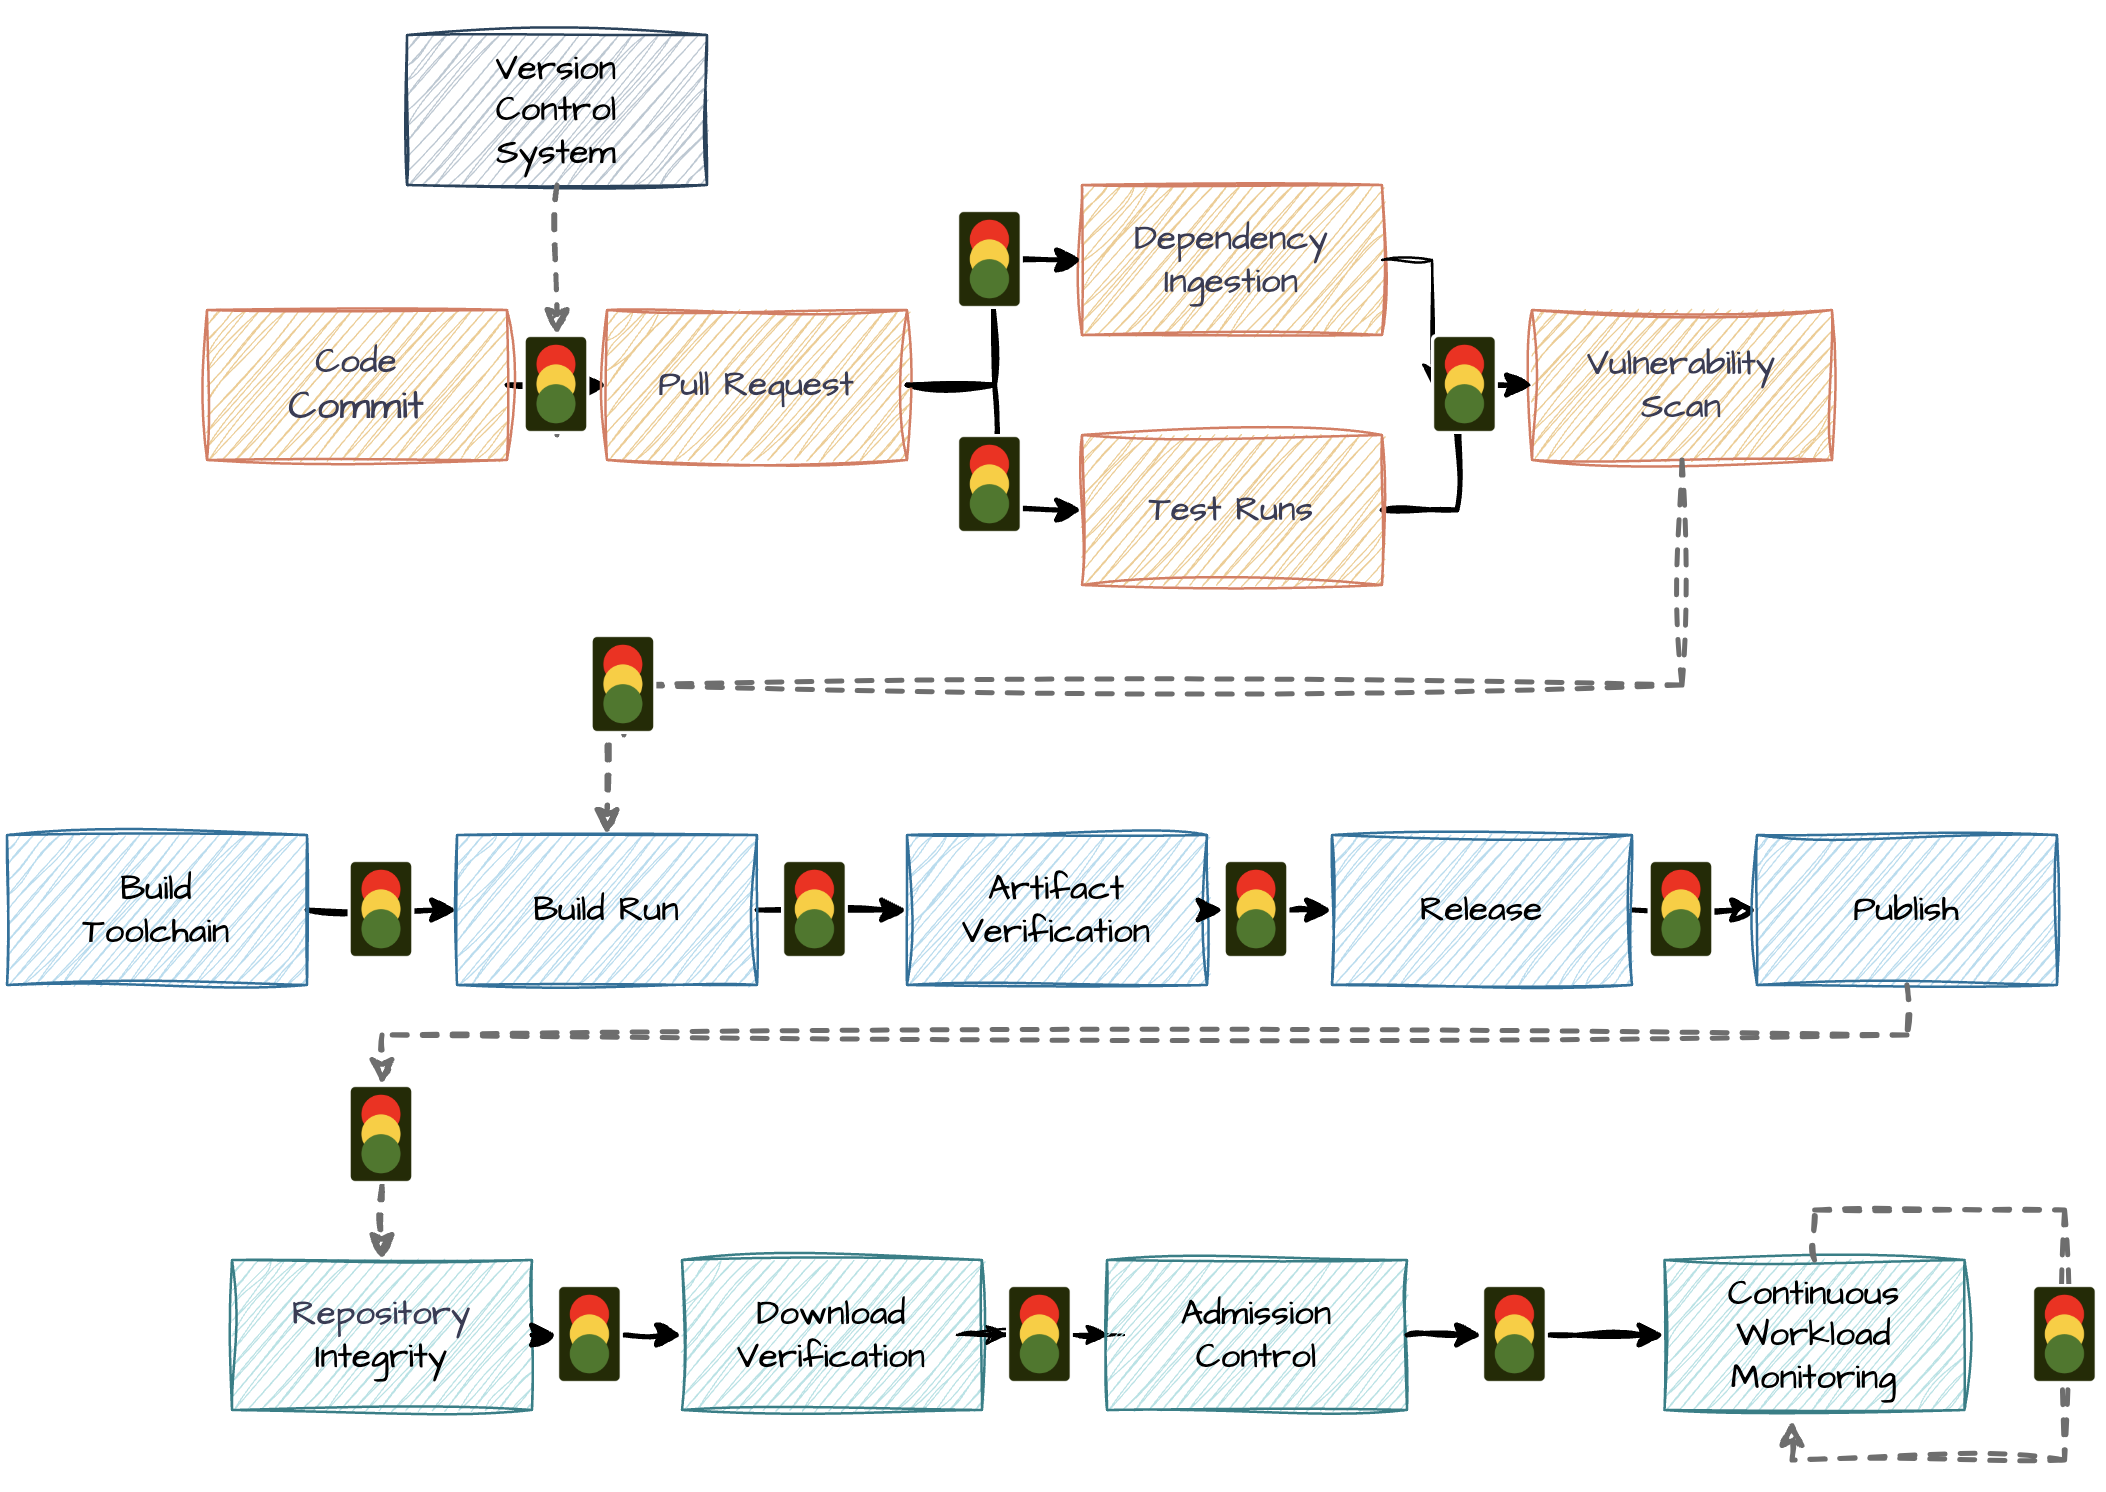 Version
Control
System
Code
Commit
Pull Request
Dependency
Ingestion
Test Runs
Vulnerability
Scan
Build
Toolchain
Build Run
Artifact
Verification
Release
Publish
Repository
Integrity
Download
Verification
Admission
Control
Continuous
Workload
Monitoring